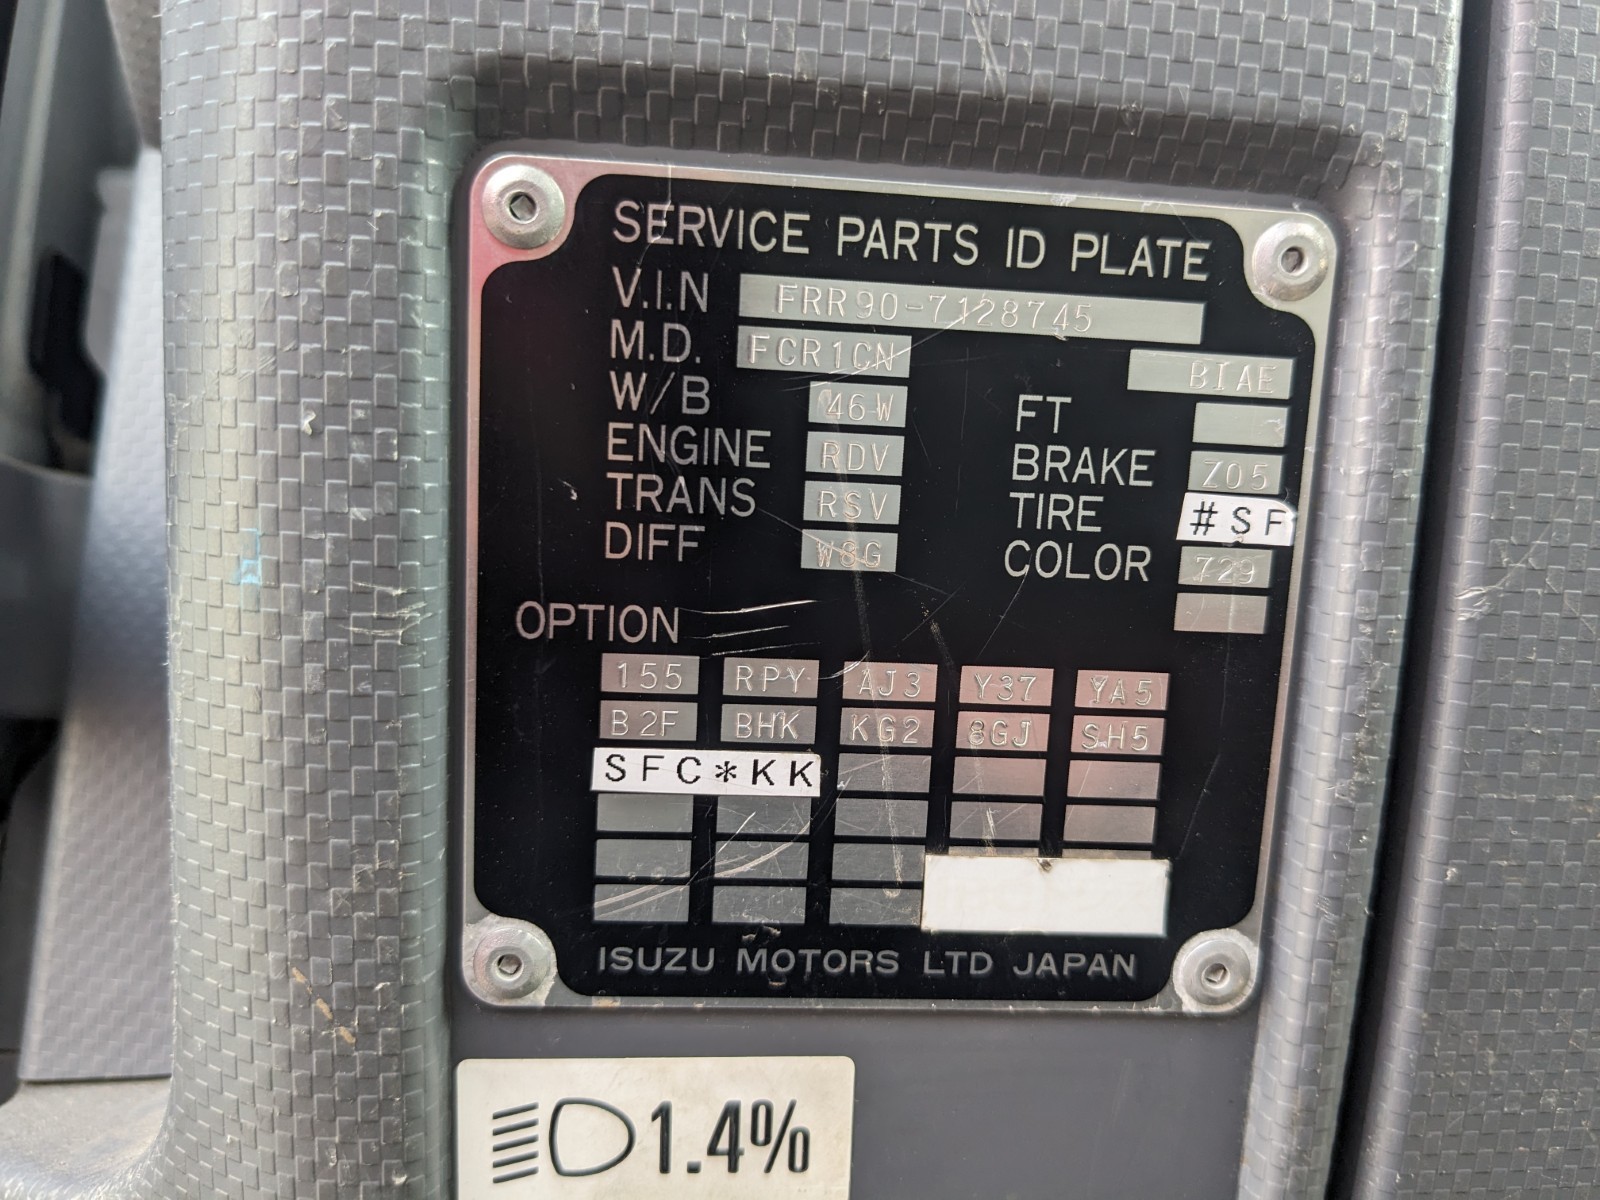 SERVICE PARTS ID PLATE
V.I.N FRR90-7128745
M.D. FCR1CN BIAE
W/B 46W FT
ENGINE RDV BRAKE Z05
TRANS RSV TIRE #SF
DIFF W8G COLOR 729
OPTION
155 RPY AJ3 Y37 YA5
B2F BHK KG2 8GJ SH5
SFC*KK
ISUZU MOTORS LTD JAPAN
1.4%